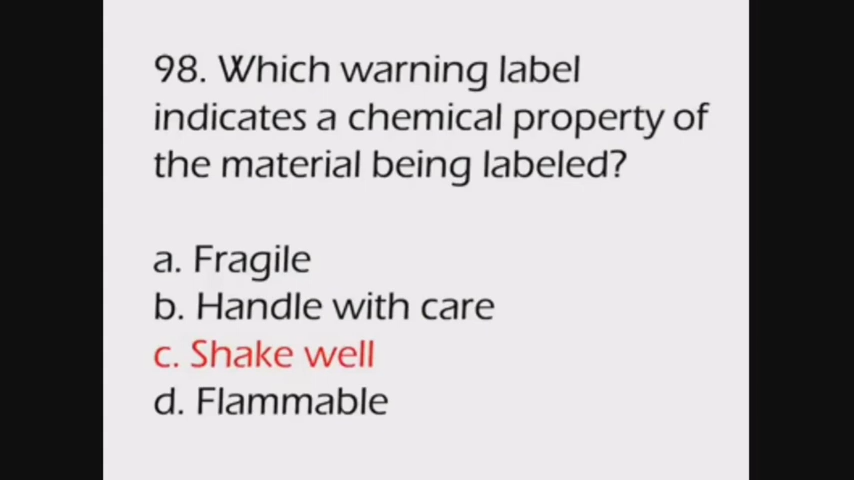 98. Which warning label
indicates a chemical property of
the material being labeled?
a. Fragile
b. Handle with care
c. Shake well
d. Flammable